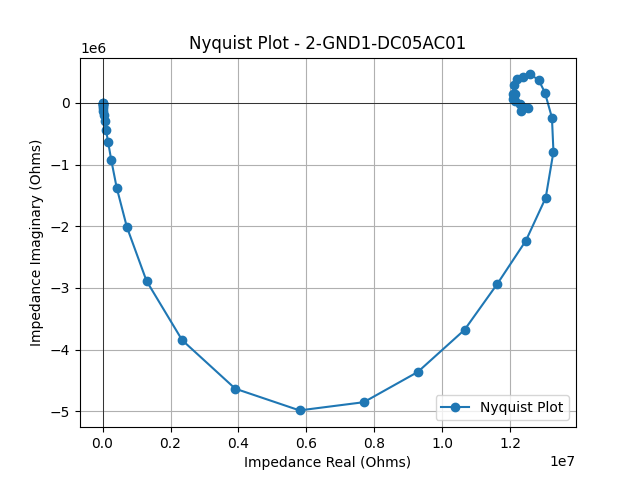 Nyquist Plot - 2-GND1-DC05AC01
1e6
0
−1
−2
−3
−4
−5
Impedance Imaginary (Ohms)
Nyquist Plot
0.0 0.2 0.4 0.6 0.8 1.0 1.2
1e7
Impedance Real (Ohms)